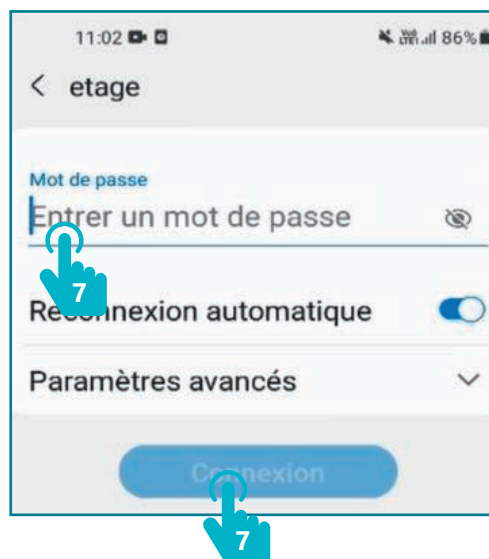 11:02 86%
< etage
Mot de passe
Entrer un mot de passe
7
Reconnexion automatique
Paramètres avancés
Connexion
7